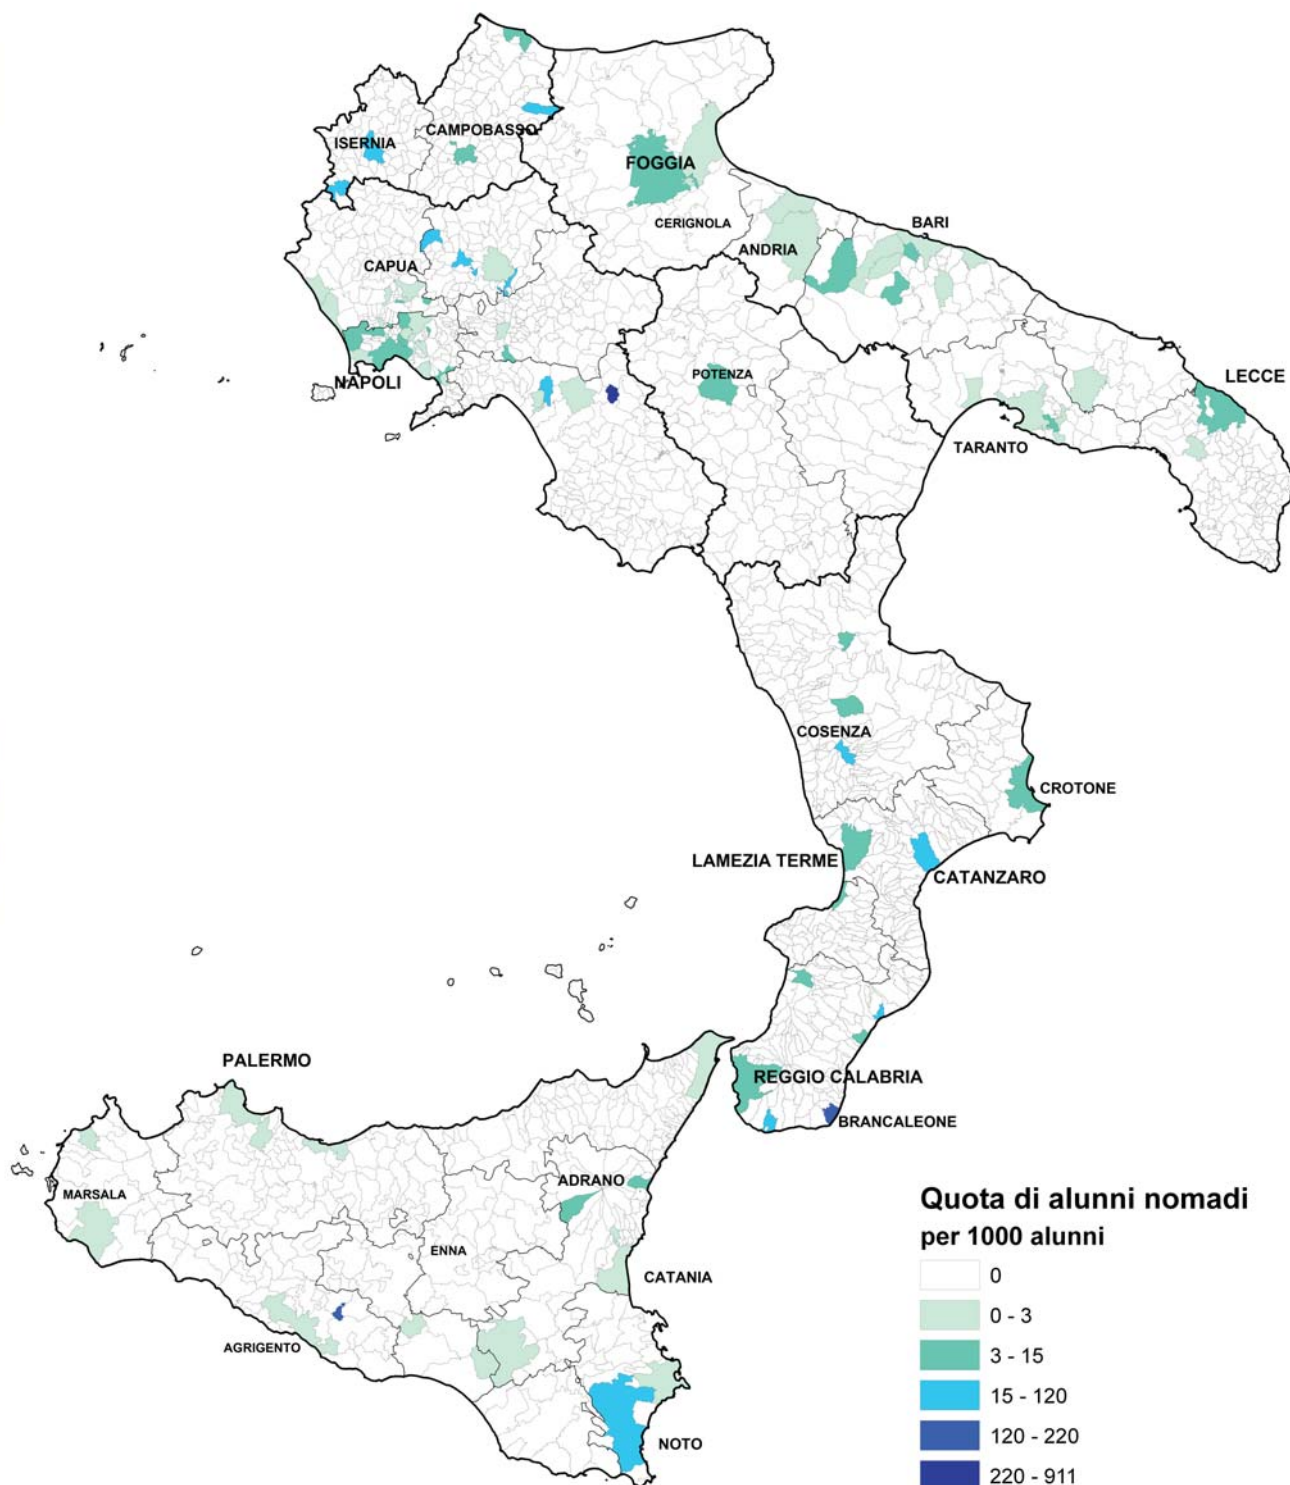 ISERNIA
CAMPOBASSO
FOGGIA
CERIGNOLA
BARI
ANDRIA
CAPUA
NAPOLI
POTENZA
LECCE
TARANTO
COSENZA
CROTONE
LAMEZIA TERME
CATANZARO
PALERMO
REGGIO CALABRIA
BRANCALEONE
ADRANO
MARSALA
ENNA
CATANIA
AGRIGENTO
NOTO
Quota di alunni nomadi
per 1000 alunni
0
0 - 3
3 - 15
15 - 120
120 - 220
220 - 911